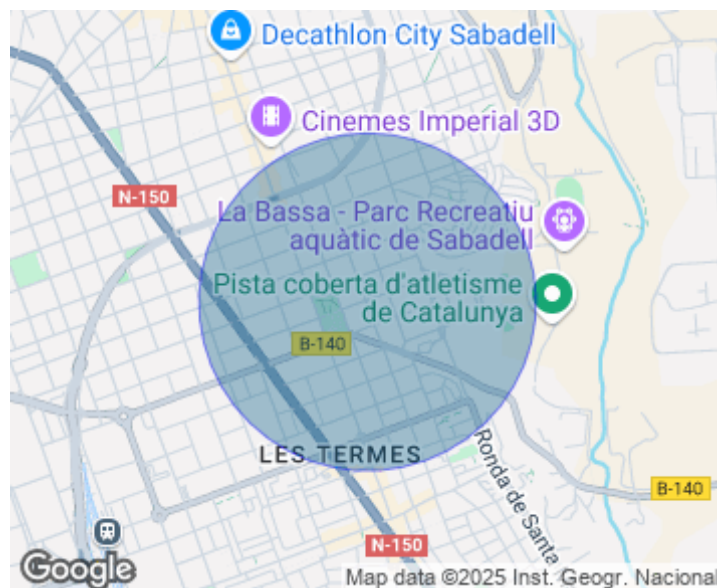 Decathlon City Sabadell
Cinemes Imperial 3D
N-150
La Bassa - Parc Recreatiu
aquàtic de Sabadell
Pista coberta d'atletisme
de Catalunya
B-140
LES TERMES
Ronda de Santa
B-140
N-150
Google
Map data ©2025 Inst. Geogr. Nacional